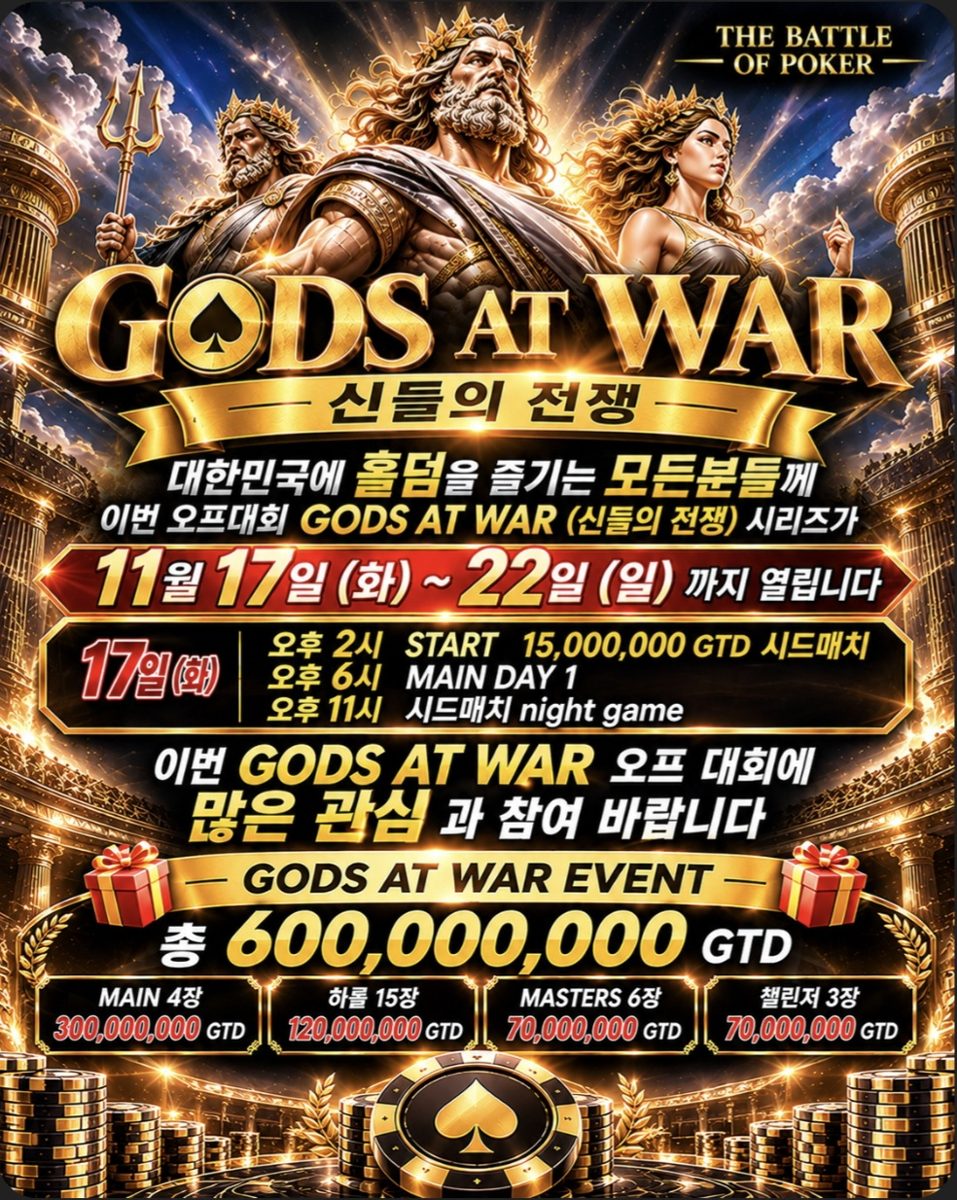 THE BATTLE
OF POKER
GODS AT WAR
신들의 전쟁
대한민국에 홀덤을 즐기는 모든분들께
이번 오프대회 GODS AT WAR (신들의 전쟁) 시리즈가
11월 17일 (화) ~ 22일 (일) 까지 열립니다
17일 (화)
오후 2시 START 15,000,000 GTD 시드매치
오후 6시 MAIN DAY 1
오후 11시 시드매치 night game
이번 GODS AT WAR 오프 대회에
많은 관심 과 참여 바랍니다
GODS AT WAR EVENT
총 600,000,000 GTD
MAIN 4장
300,000,000 GTD
하롤 15장
120,000,000 GTD
MASTERS 6장
70,000,000 GTD
챌린저 3장
70,000,000 GTD